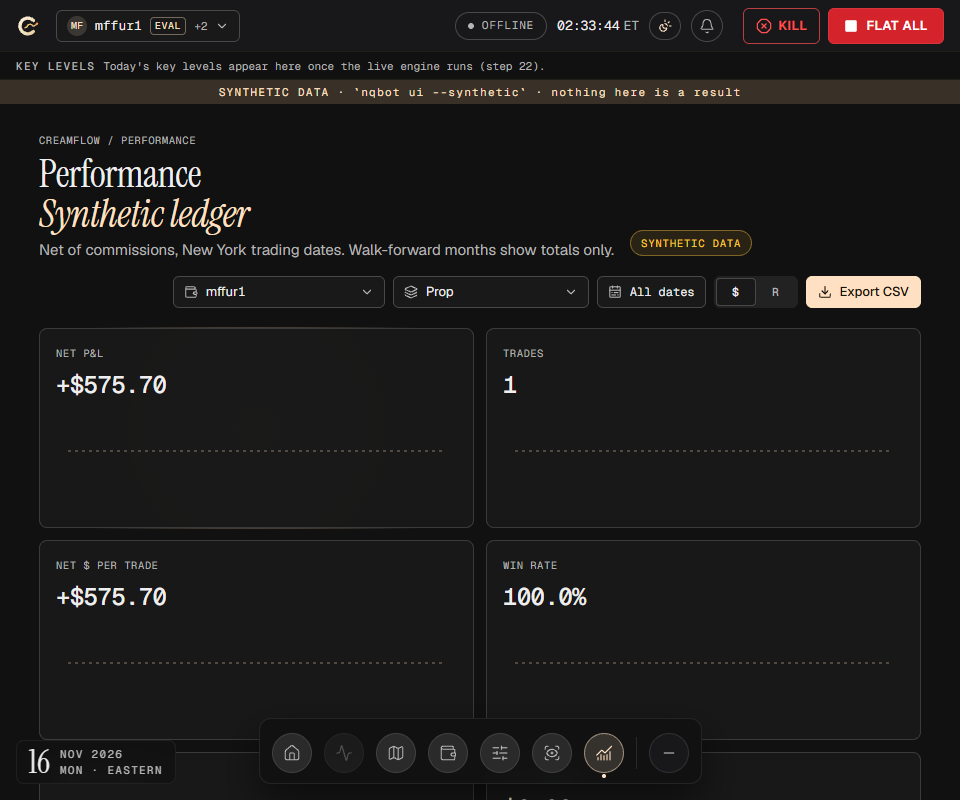 MF mffur1 EVAL +2
OFFLINE 02:33:44 ET KILL FLAT ALL
KEY LEVELS Today's key levels appear here once the live engine runs (step 22).
SYNTHETIC DATA · `nqbot ui --synthetic` · nothing here is a result
CREAMFLOW / PERFORMANCE
Performance
Synthetic ledger
Net of commissions, New York trading dates. Walk-forward months show totals only. SYNTHETIC DATA
mffur1 Prop All dates $ R Export CSV
NET P&L
+$575.70
TRADES
1
NET $ PER TRADE
+$575.70
WIN RATE
100.0%
16 NOV 2026
MON · EASTERN